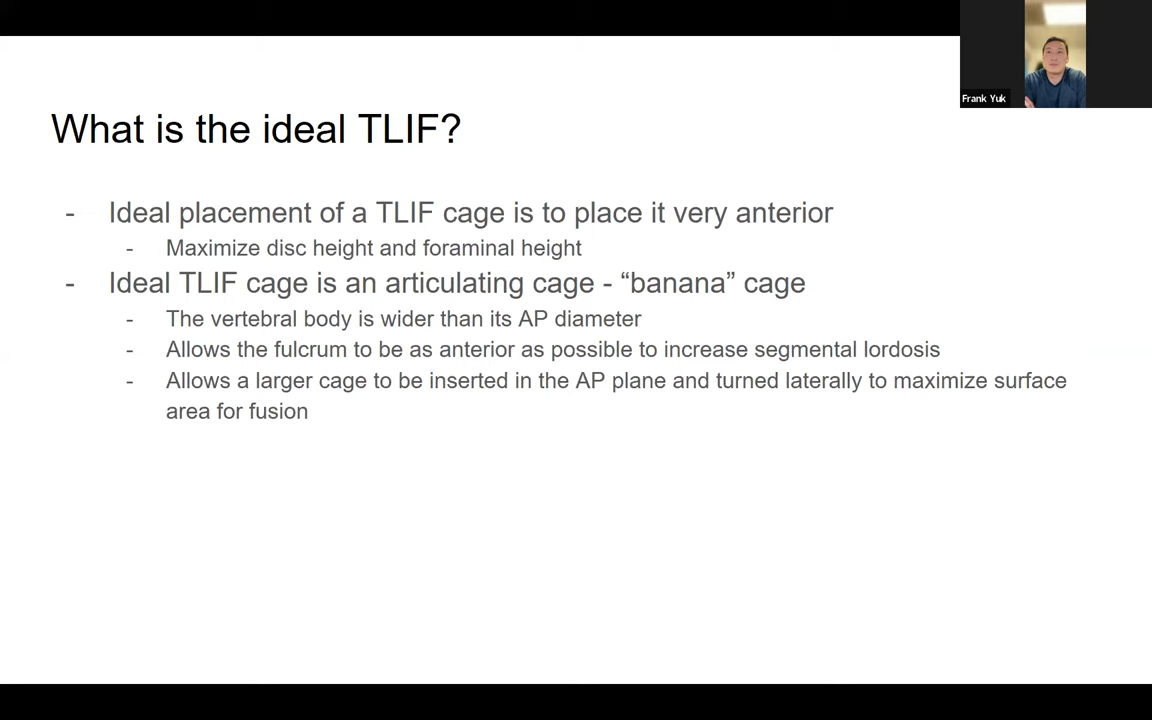 Frank Yuk
What is the ideal TLIF?
- Ideal placement of a TLIF cage is to place it very anterior
- Maximize disc height and foraminal height
- Ideal TLIF cage is an articulating cage - “banana” cage
- The vertebral body is wider than its AP diameter
- Allows the fulcrum to be as anterior as possible to increase segmental lordosis
- Allows a larger cage to be inserted in the AP plane and turned laterally to maximize surface
area for fusion